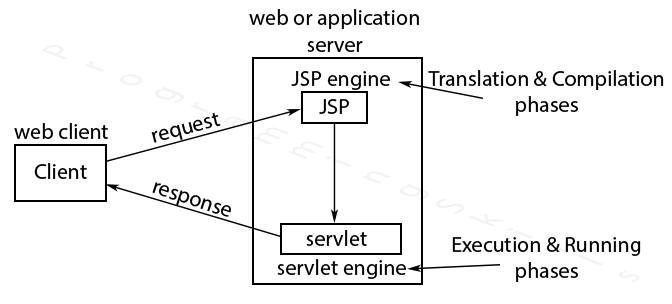 web or application
server
JSP engine
Translation & Compilation
phases
JSP
request
web client
Client
response
servlet
servlet engine
Execution & Running
phases